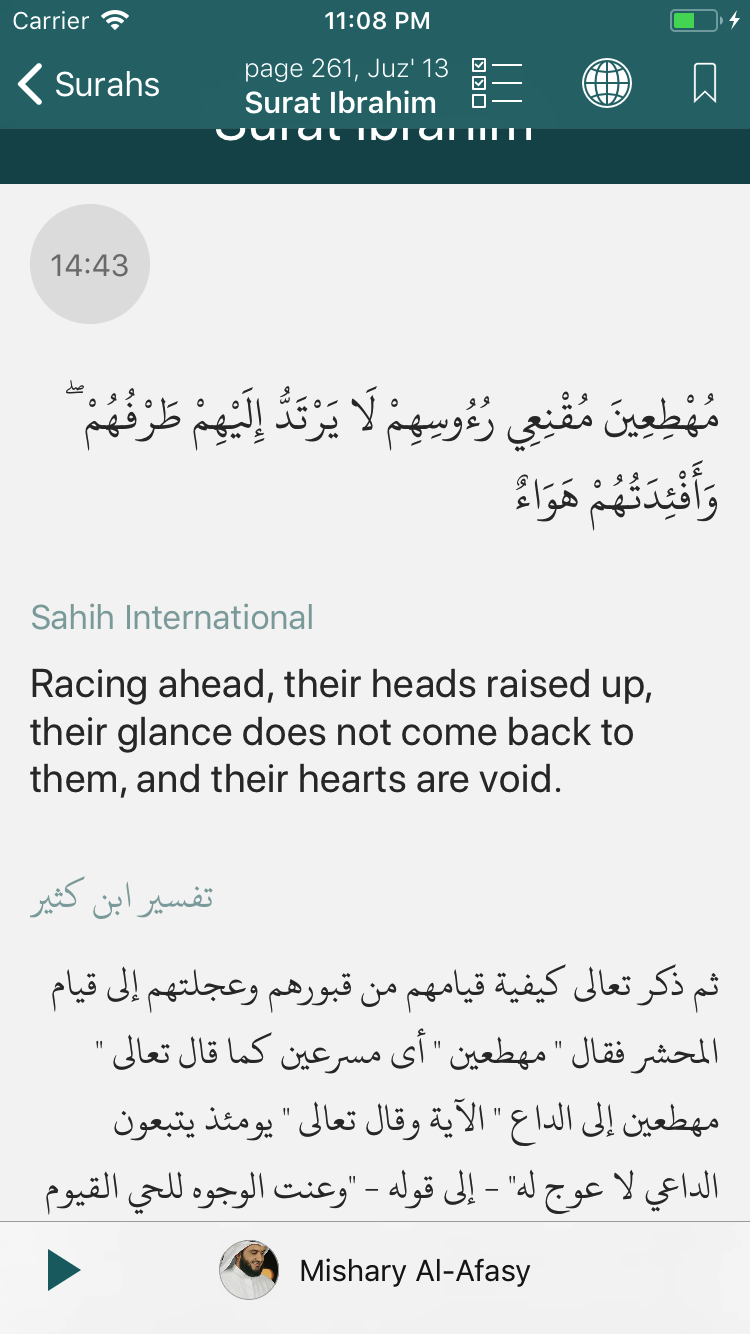 Carrier 11:08 PM
Surahs
page 261, Juz' 13
Surat Ibrahim
Surat Ibrahim
14:43
مُهْطِعِينَ مُقْنِعِي رُءُوسِهِمْ لَا يَرْتَدُّ إِلَيْهِمْ طَرْفُهُمْ ۖ
وَأَفْئِدَتُهُمْ هَوَاءٌ
Sahih International
Racing ahead, their heads raised up,
their glance does not come back to
them, and their hearts are void.
تفسير ابن كثير
ثم ذكر تعالى كيفية قيامهم من قبورهم وعجلتهم إلى قيام
المحشر فقال " مهطعين " أى مسرعين كما قال تعالى "
مهطعين إلى الداع " الآية وقال تعالى " يومئذ يتبعون
الداعي لا عوج له" – إلى قوله – "وعنت الوجوه للحي القيوم
Mishary Al-Afasy